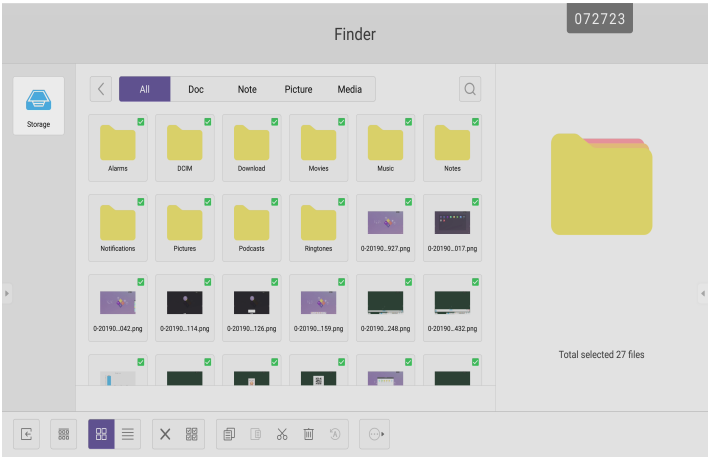 072723
Finder
All
Doc
Note
Picture
Media
Storage
Alarms
DCIM
Download
Movies
Music
Notes
Notifications
Pictures
Podcasts
Ringtones
0-20190...927.png
0-20190...017.png
0-20190...042.png
0-20190...114.png
0-20190...126.png
0-20190...159.png
0-20190...248.png
0-20190...432.png
Total selected 27 files